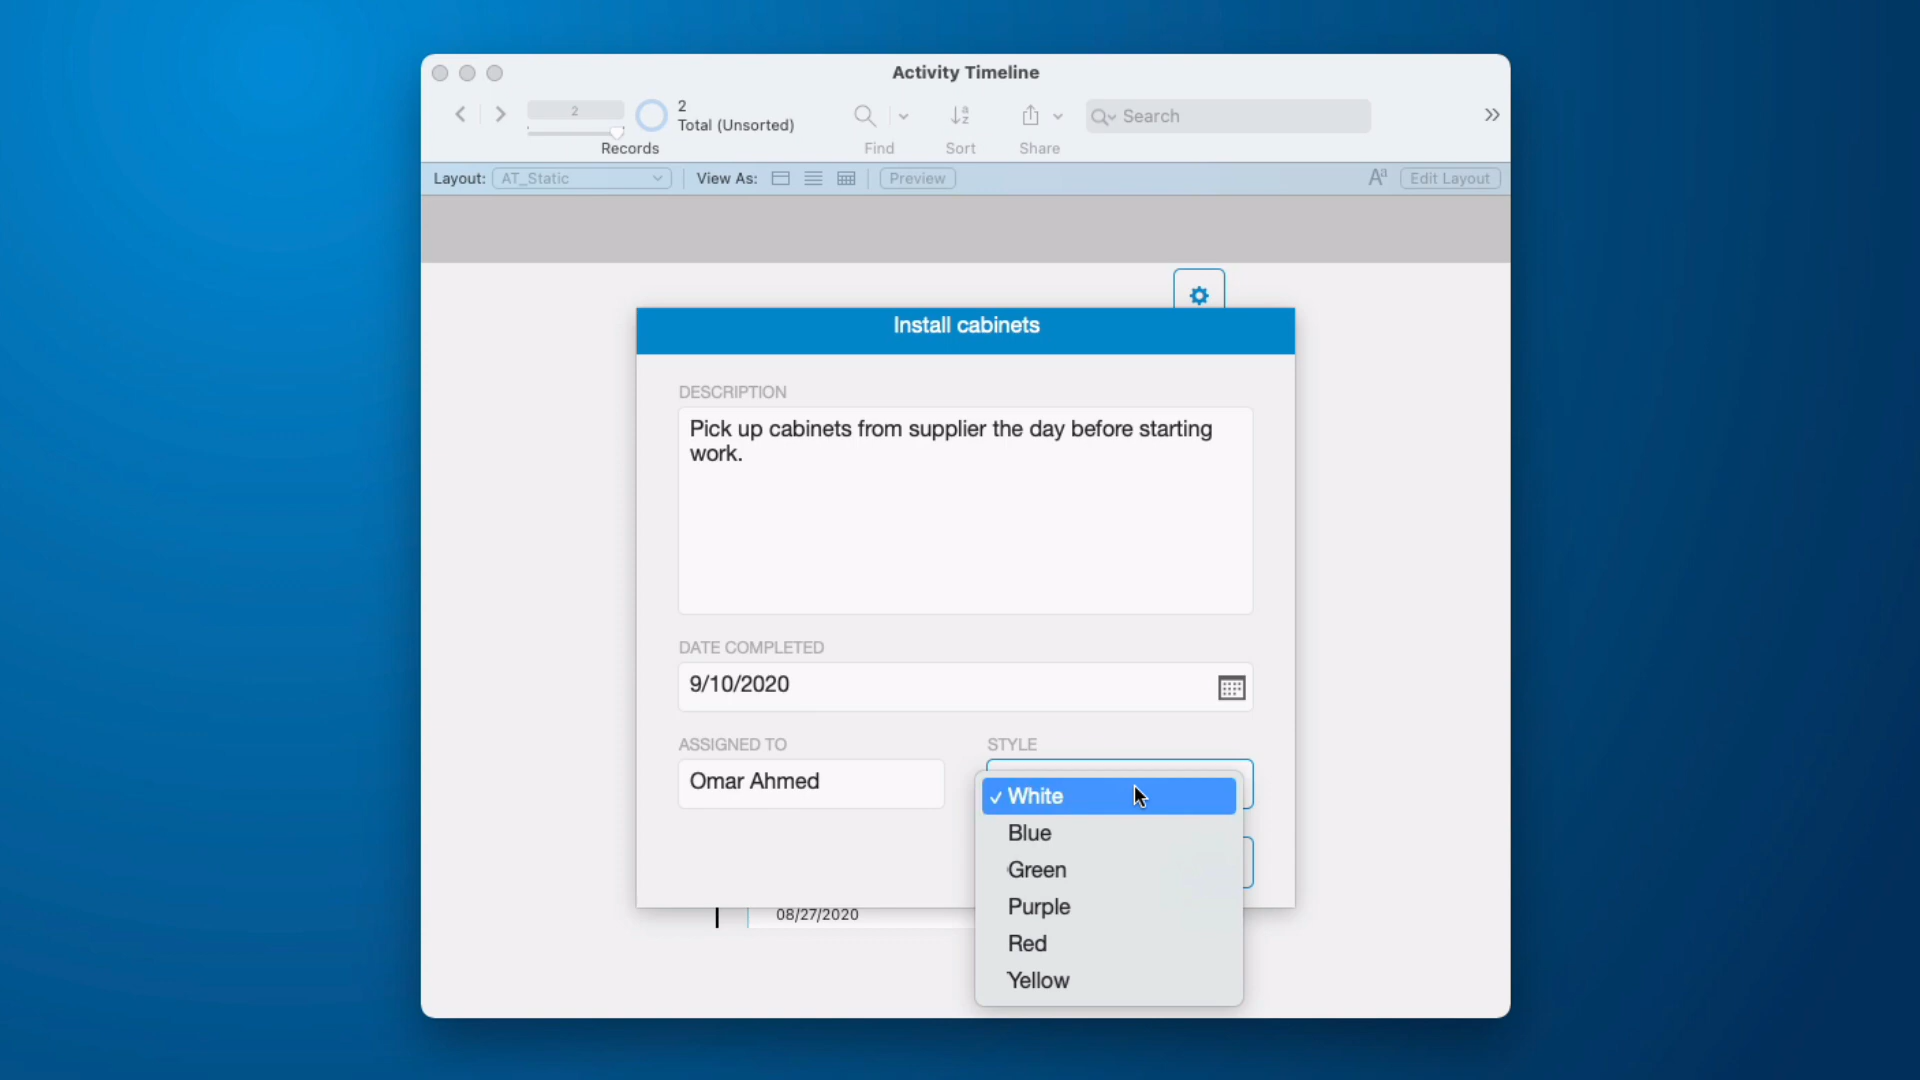 Activity Timeline
2
2
Total (Unsorted)
Records
Find
Sort
Share
Search
Layout: AT_Static
View As:
Preview
Aa
Edit Layout
Install cabinets
DESCRIPTION
Pick up cabinets from supplier the day before starting
work.
DATE COMPLETED
9/10/2020
ASSIGNED TO
STYLE
Omar Ahmed
White
Blue
Green
Purple
Red
Yellow
08/27/2020